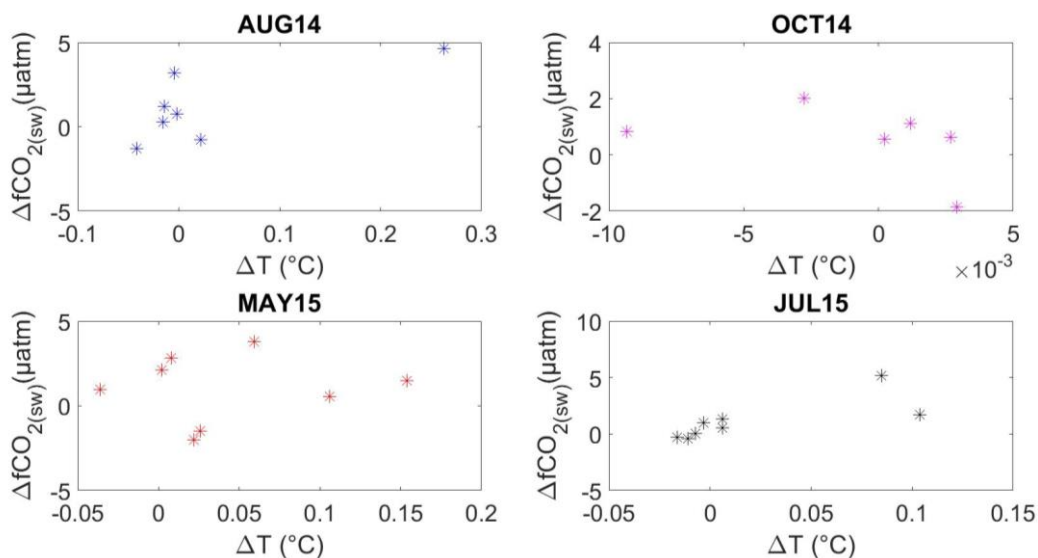 AUG14
5
0
-5
-0.1
0
0.1
0.2
0.3
ΔfCO2(sw)(µatm)
ΔT (°C)
OCT14
4
2
0
-2
-10
-5
0
5
×10-3
ΔfCO2(sw)(µatm)
ΔT (°C)
MAY15
5
0
-5
-0.05
0
0.05
0.1
0.15
0.2
ΔfCO2(sw)(µatm)
ΔT (°C)
JUL15
10
5
0
-5
-0.05
0
0.05
0.1
0.15
ΔfCO2(sw)(µatm)
ΔT (°C)